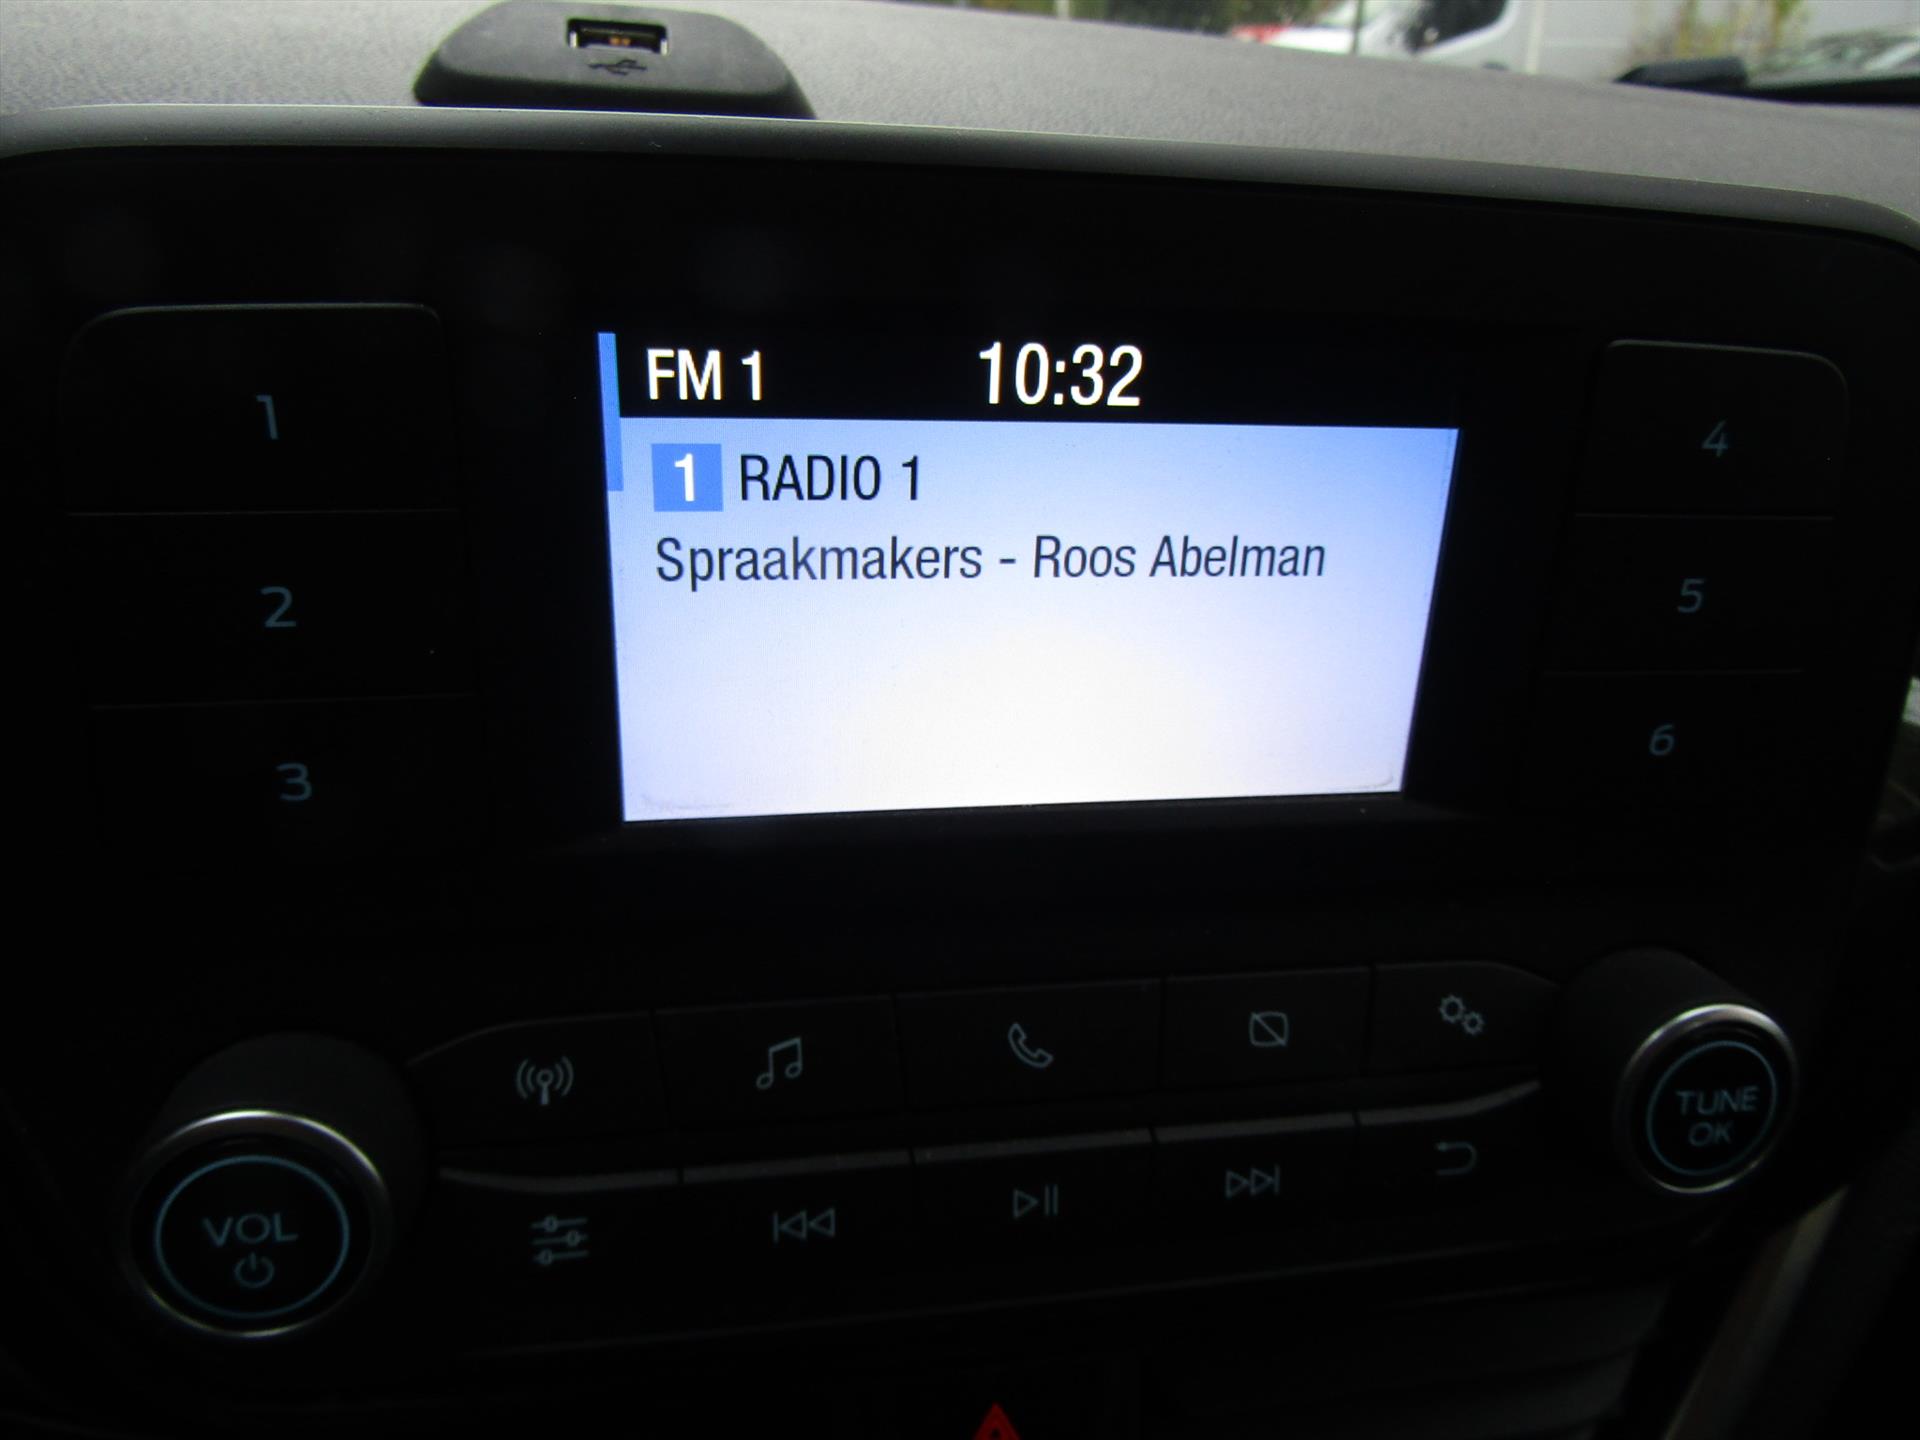 FM 1 10:32
1 RADIO 1
Spraakmakers - Roos Abelman
1
2
3
4
5
6
VOL
TUNE
OK